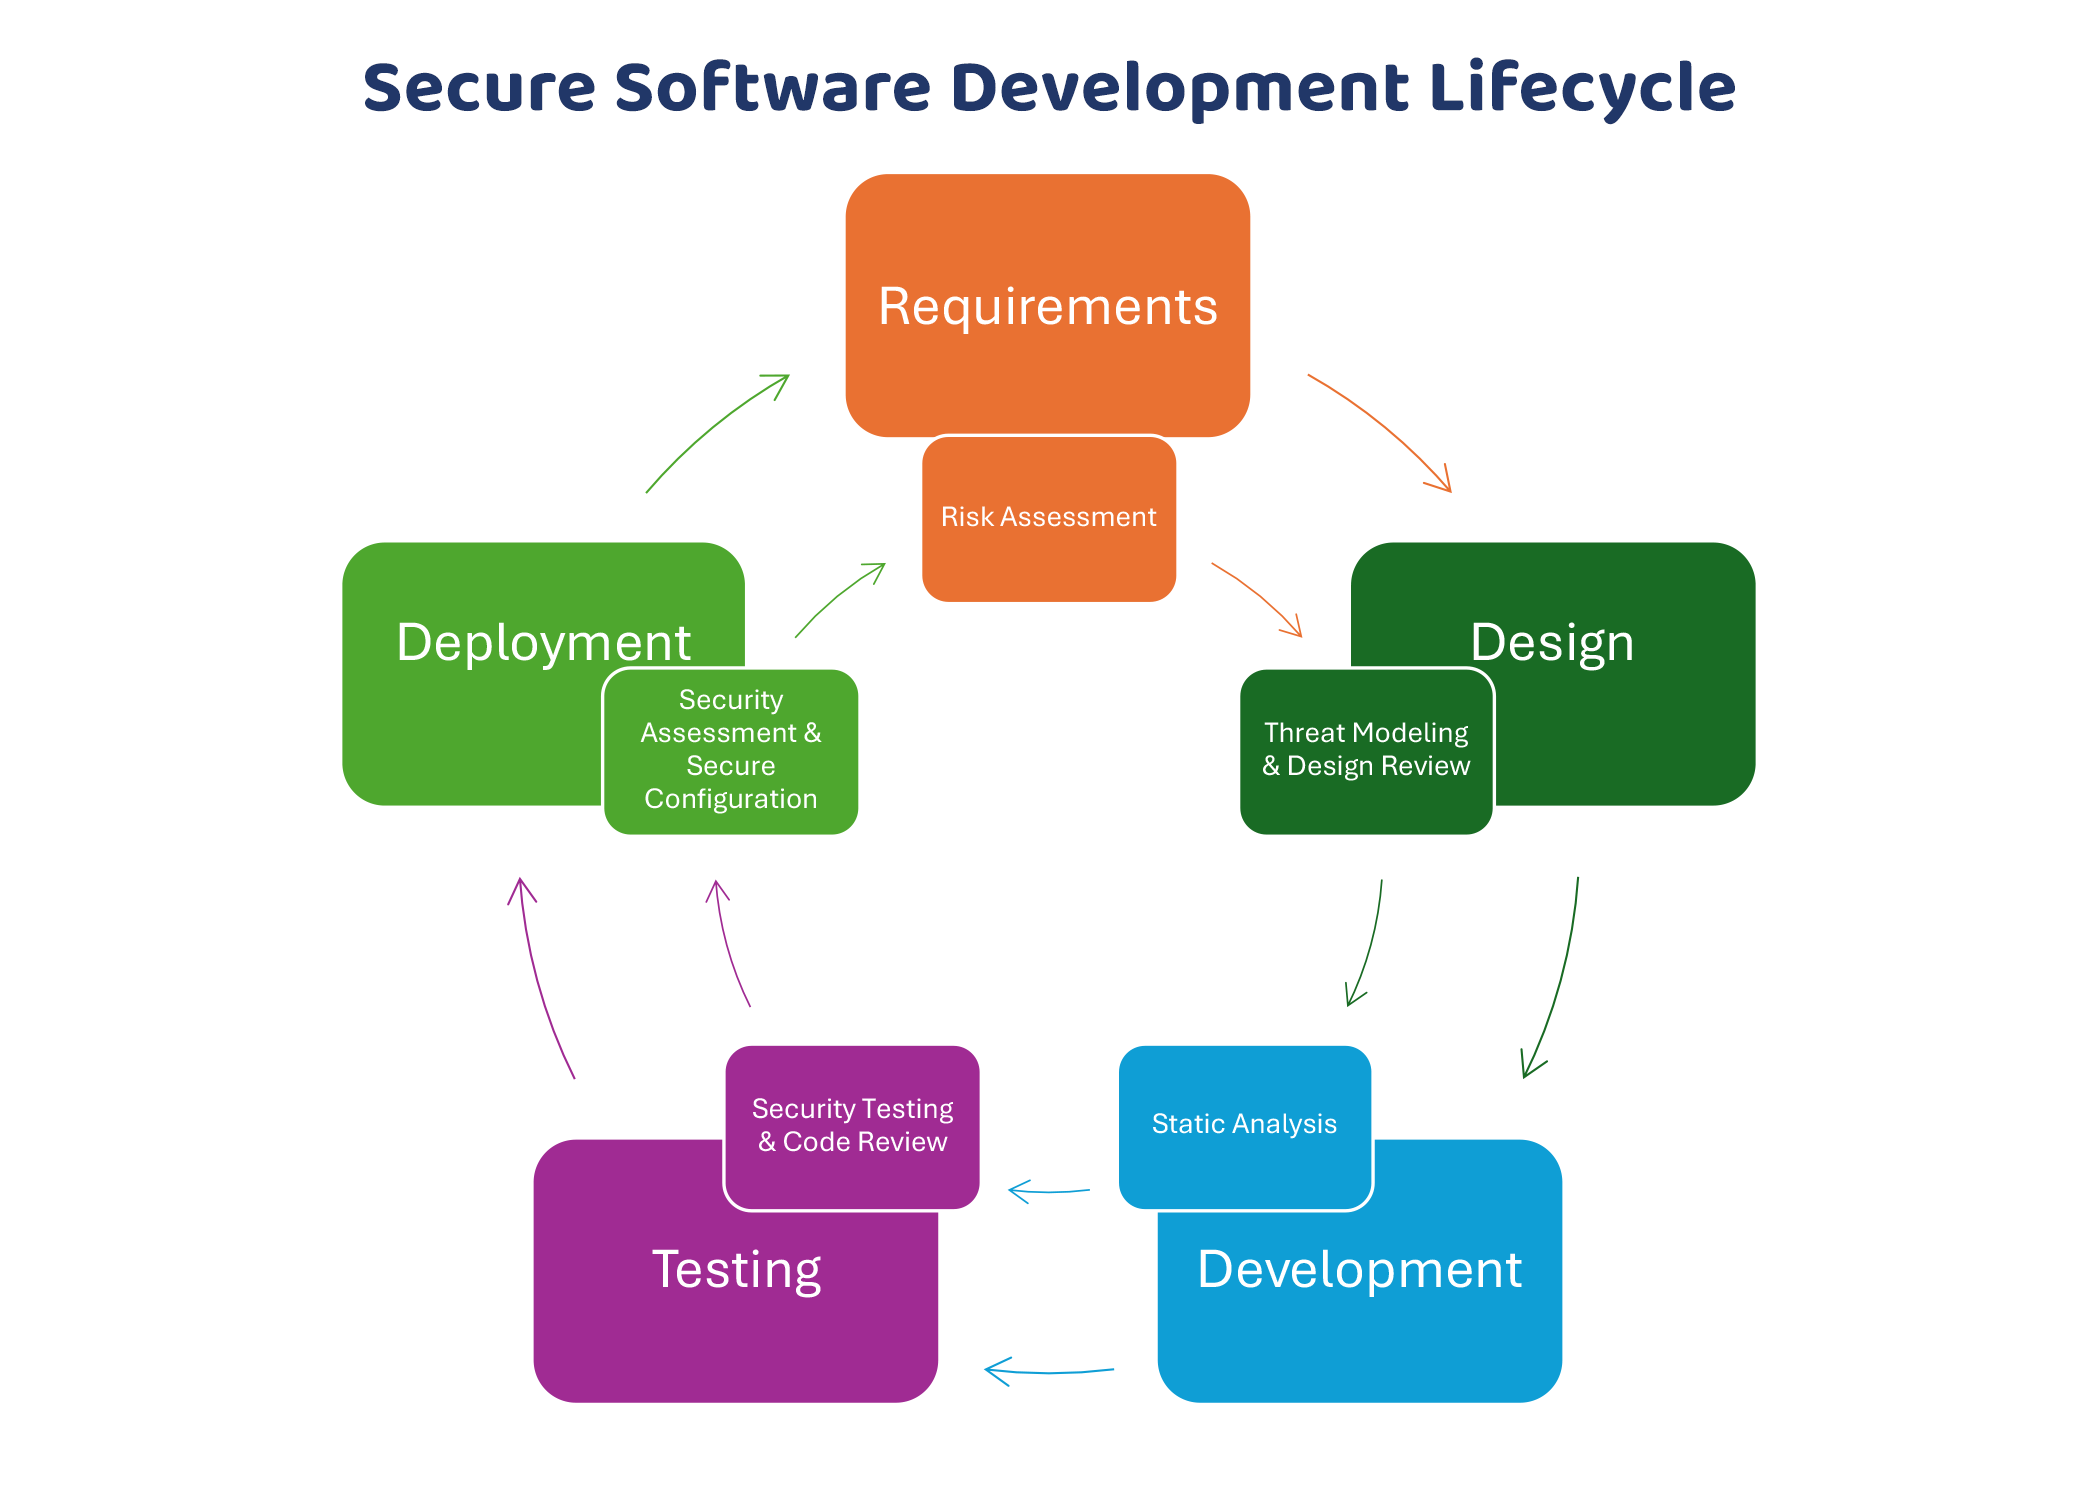 Secure Software Development Lifecycle
Requirements
Risk Assessment
Design
Threat Modeling
& Design Review
Development
Static Analysis
Testing
Security Testing
& Code Review
Deployment
Security
Assessment &
Secure
Configuration